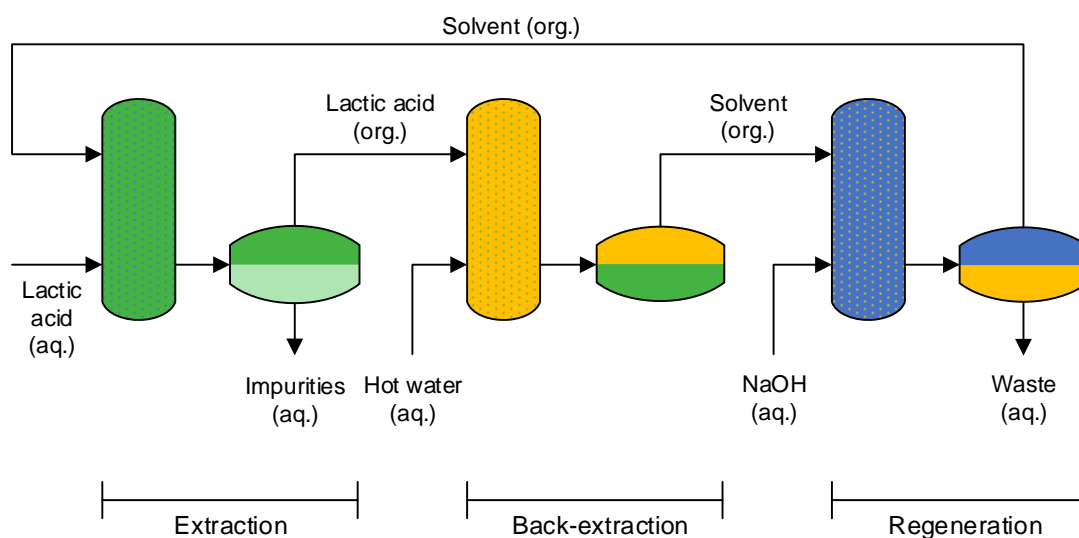 Solvent (org.)
Lactic acid
(org.)
Solvent
(org.)
Lactic
acid
(aq.)
Impurities
(aq.)
Hot water
(aq.)
NaOH
(aq.)
Waste
(aq.)
Extraction
Back-extraction
Regeneration